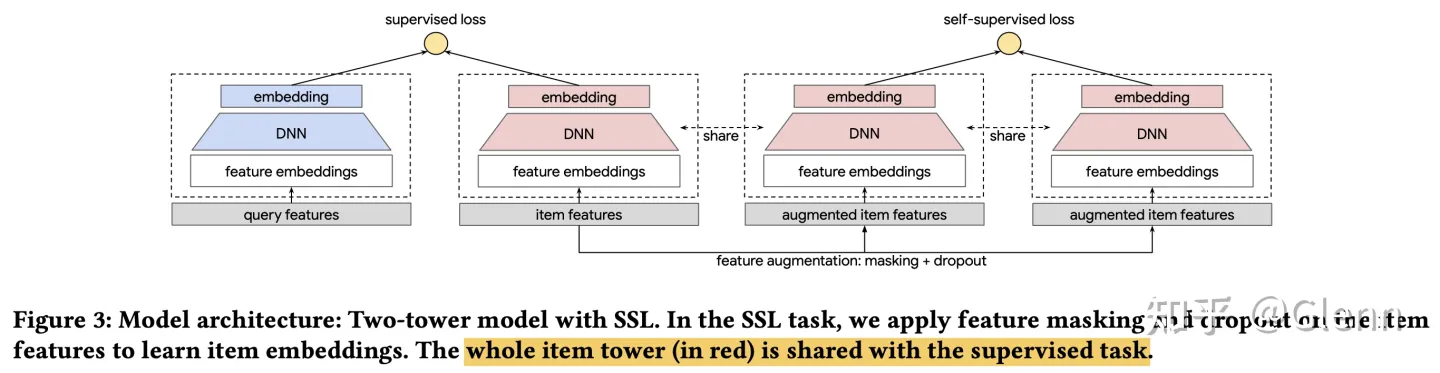 supervised loss
self-supervised loss
embedding
embedding
embedding
embedding
DNN
DNN
share
DNN
share
DNN
feature embeddings
feature embeddings
feature embeddings
feature embeddings
query features
item features
augmented item features
augmented item features
feature augmentation: masking + dropout
Figure 3: Model architecture: Two-tower model with SSL. In the SSL task, we apply feature masking and dropout on the item
features to learn item embeddings. The whole item tower (in red) is shared with the supervised task.
知乎 @Glenn